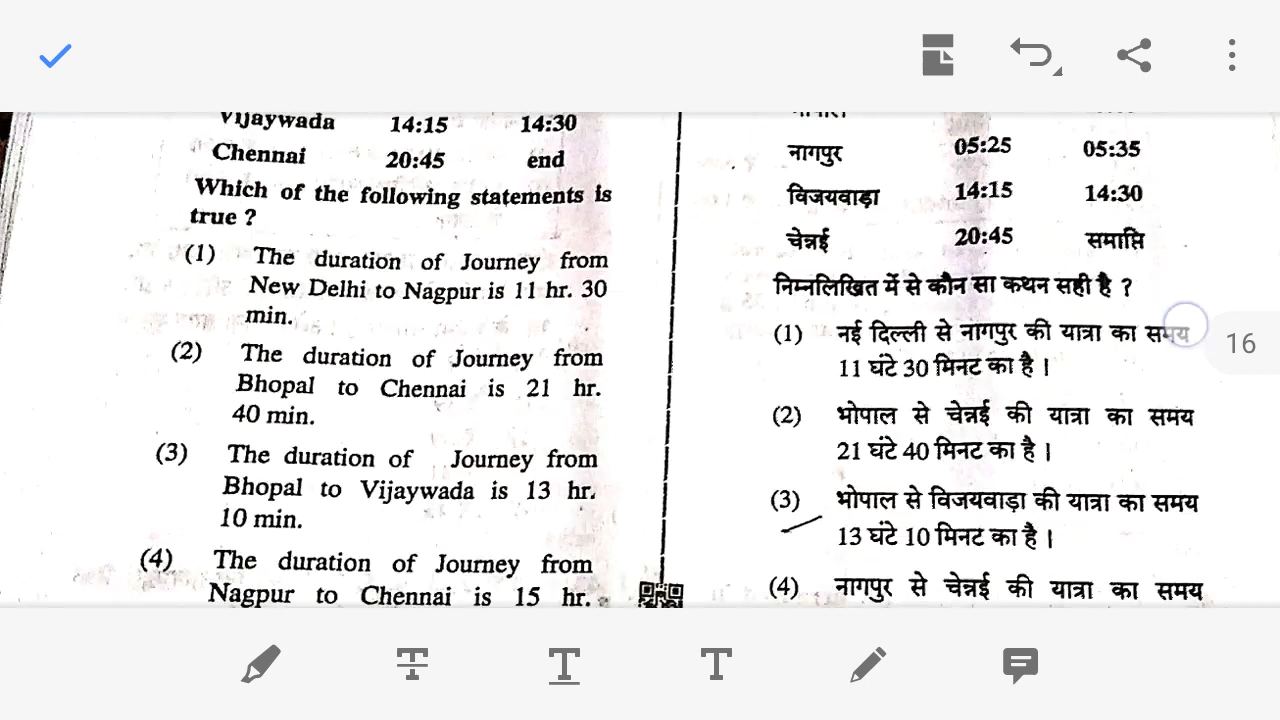 Vijaywada 14:15 14:30
Chennai 20:45 end
Which of the following statements is
true ?
(1) The duration of Journey from
New Delhi to Nagpur is 11 hr. 30
min.
(2) The duration of Journey from
Bhopal to Chennai is 21 hr.
40 min.
(3) The duration of Journey from
Bhopal to Vijaywada is 13 hr.
10 min.
(4) The duration of Journey from
Nagpur to Chennai is 15 hr.
नागपुर 05:25 05:35
विजयवाड़ा 14:15 14:30
चेन्नई 20:45 समाप्ति
निम्नलिखित में से कौन सा कथन सही है ?
(1) नई दिल्ली से नागपुर की यात्रा का समय
11 घंटे 30 मिनट का है ।
(2) भोपाल से चेन्नई की यात्रा का समय
21 घंटे 40 मिनट का है ।
(3) भोपाल से विजयवाड़ा की यात्रा का समय
13 घंटे 10 मिनट का है ।
(4) नागपुर से चेन्नई की यात्रा का समय
16
T T T